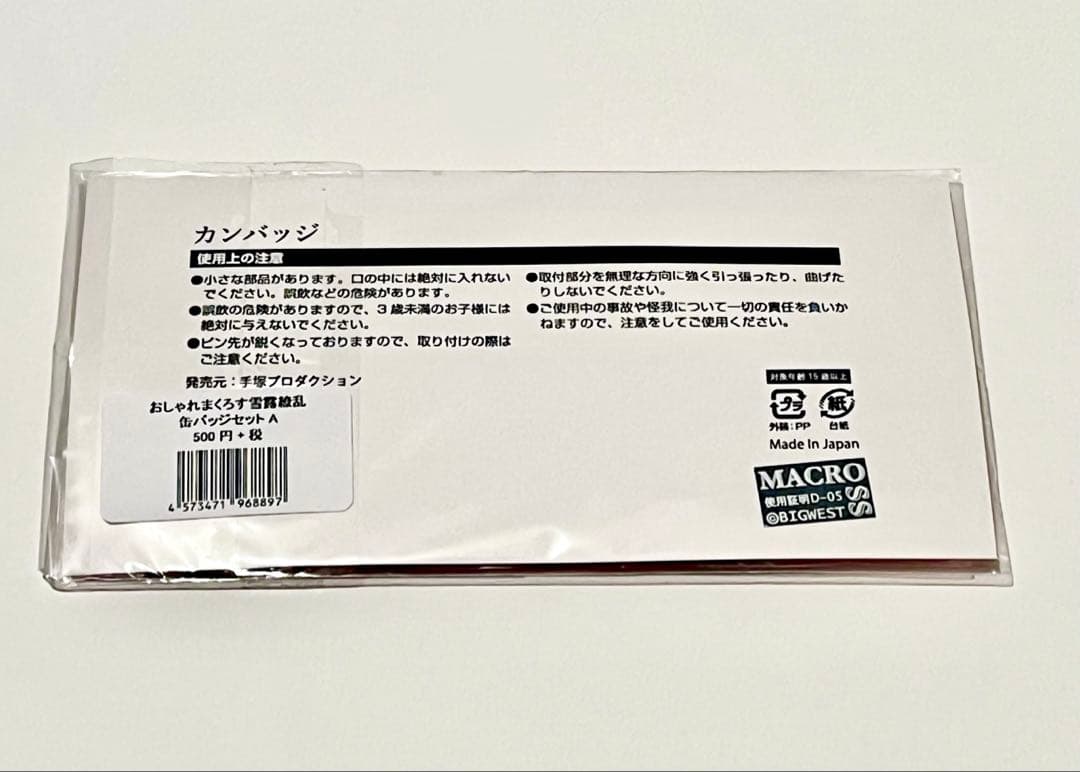 カンバッジ
使用上の注意
●小さな部品があります。口の中には絶対に入れない
でください。誤飲などの危険があります。
●誤飲の危険がありますので、3歳未満のお子様には
絶対に与えないでください。
●ピン先が鋭くなっておりますので、取り付けの際は
ご注意ください。
●取付部分を無理な方向に強く引っ張ったり、曲げた
りしないでください。
●ご使用中の事故や怪我について一切の責任を負いか
ねますので、注意をしてご使用ください。
発売元：手塚プロダクション
おしゃれまくろす雪露繚乱
缶バッジセット A
500 円 + 税
4 573471 968897
対象年齢 15 歳以上
プラ
紙
外装：PP
台紙
Made In Japan
MACROSS
使用証明D-05
©BIGWEST